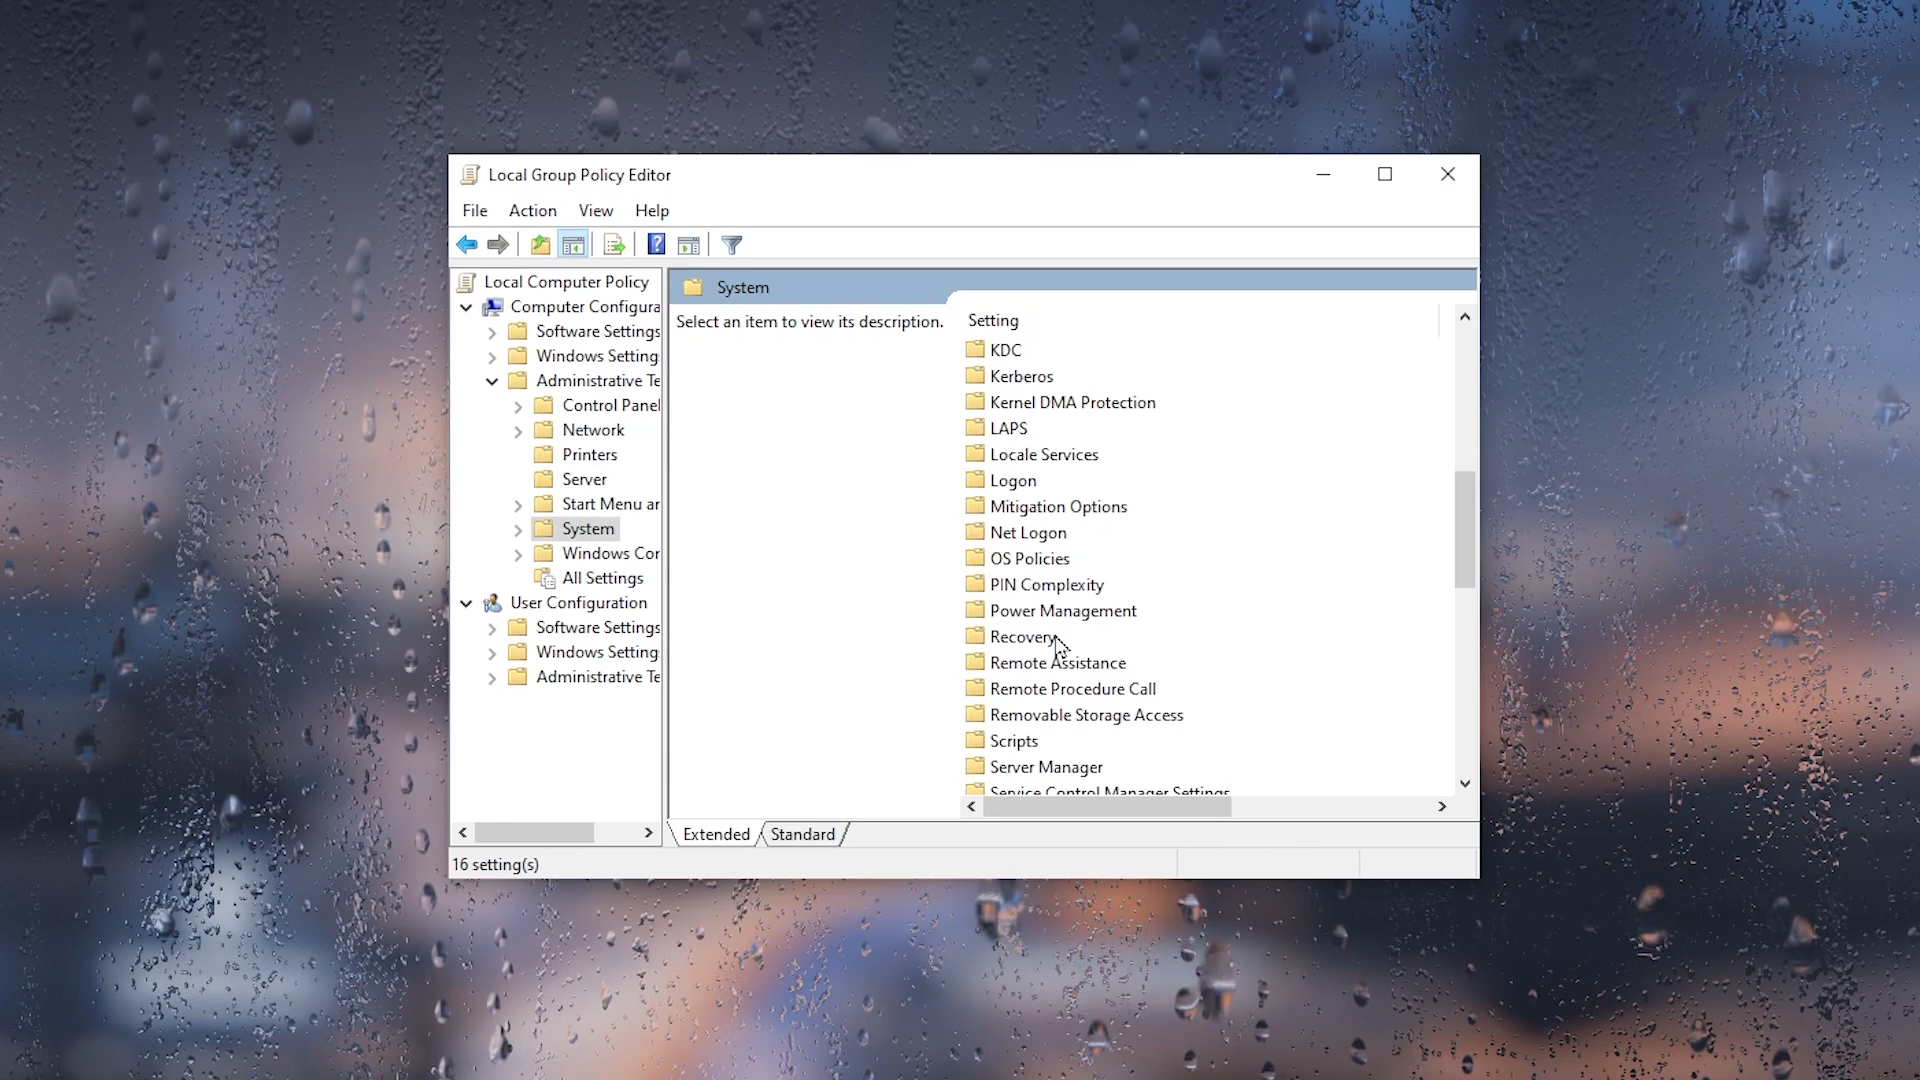 Local Group Policy Editor
File Action View Help
Local Computer Policy
Computer Configura
Software Settings
Windows Setting
Administrative Te
Control Panel
Network
Printers
Server
Start Menu ar
System
Windows Cor
All Settings
User Configuration
Software Settings
Windows Setting
Administrative Te
System
Select an item to view its description.
Setting
KDC
Kerberos
Kernel DMA Protection
LAPS
Locale Services
Logon
Mitigation Options
Net Logon
OS Policies
PIN Complexity
Power Management
Recovery
Remote Assistance
Remote Procedure Call
Removable Storage Access
Scripts
Server Manager
Service Control Manager Settings
Extended Standard
16 setting(s)